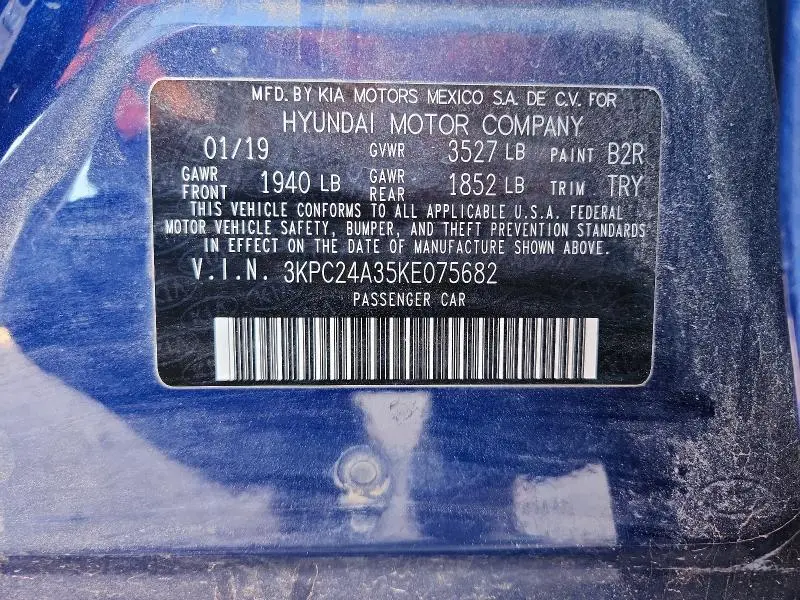 MFD. BY KIA MOTORS MEXICO S.A. DE C.V. FOR
HYUNDAI MOTOR COMPANY
01/19 GVWR 3527 LB PAINT B2R
GAWR FRONT 1940 LB GAWR REAR 1852 LB TRIM TRY
THIS VEHICLE CONFORMS TO ALL APPLICABLE U.S.A. FEDERAL
MOTOR VEHICLE SAFETY, BUMPER, AND THEFT PREVENTION STANDARDS
IN EFFECT ON THE DATE OF MANUFACTURE SHOWN ABOVE.
V.I.N. 3KPC24A35KE075682
PASSENGER CAR